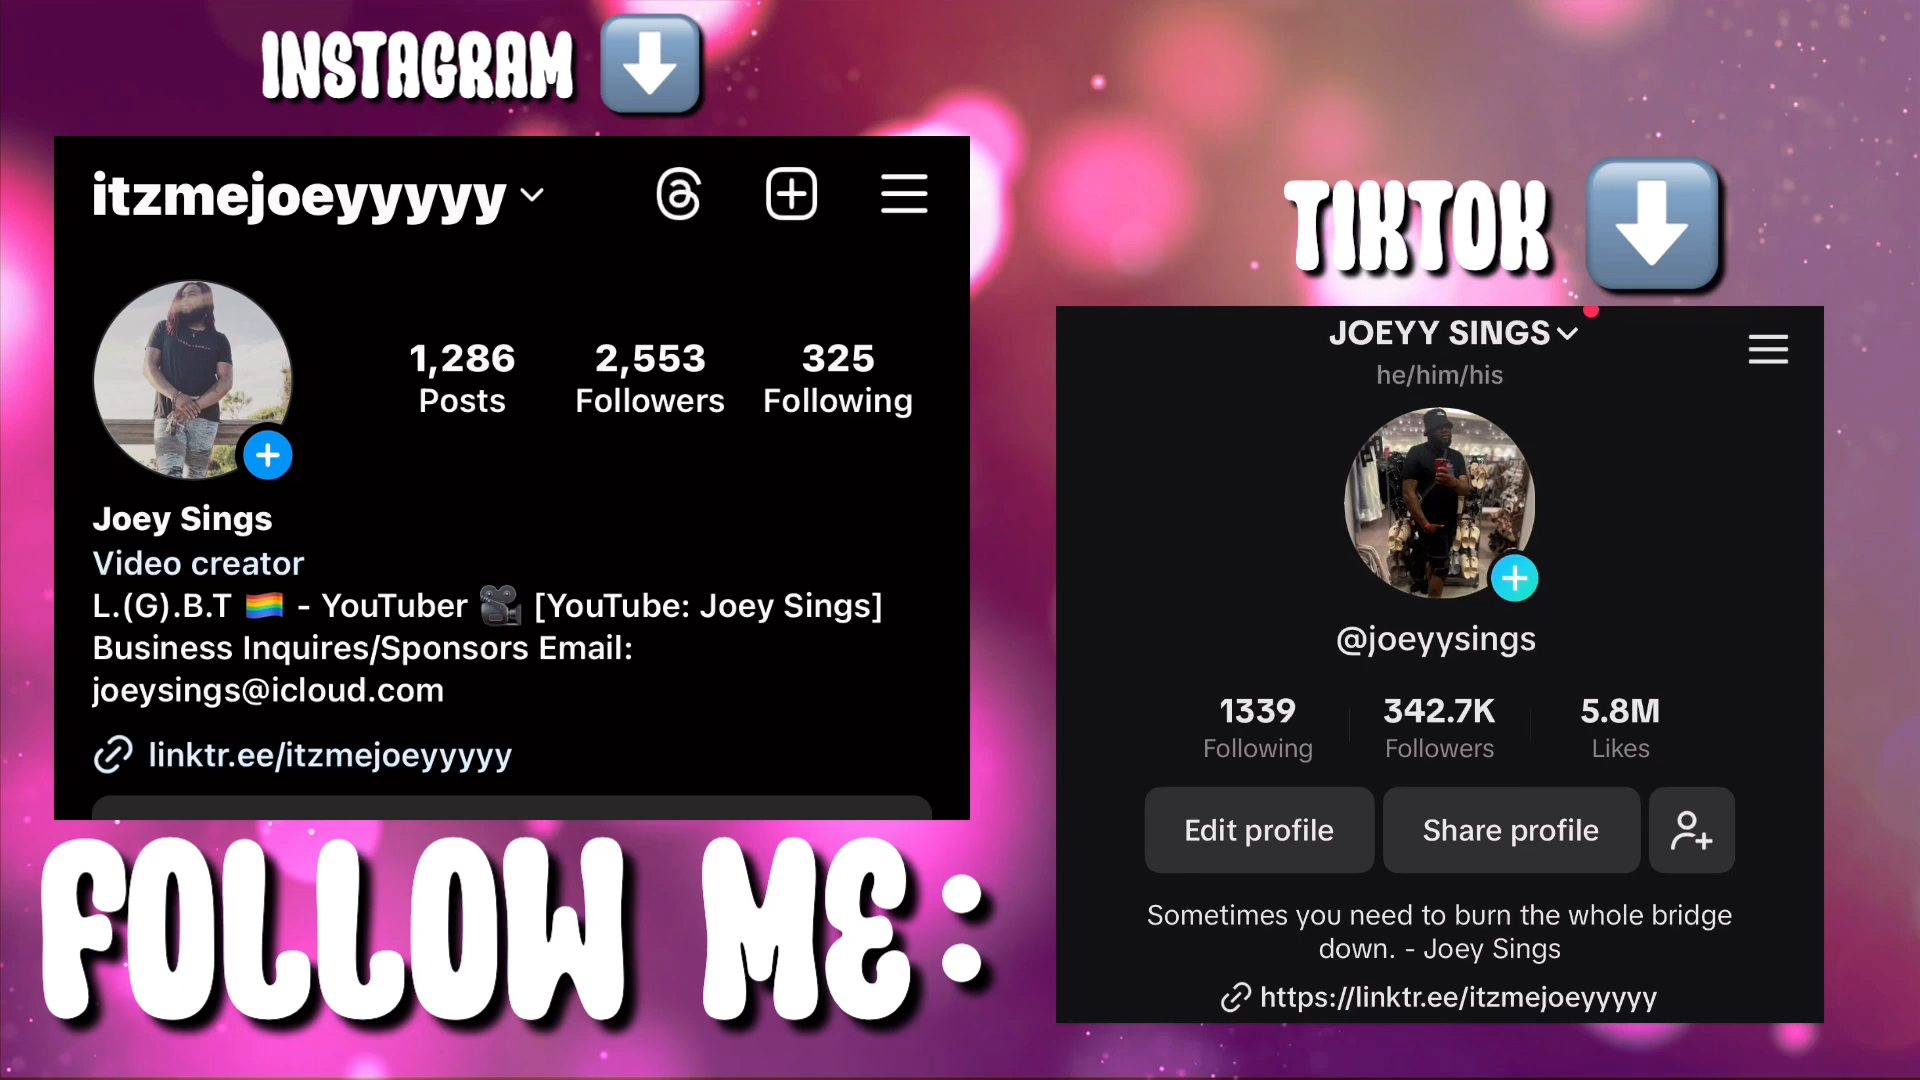 INSTAGRAM ⬇️
itzmejoeyyyyy
1,286 2,553 325
Posts Followers Following
Joey Sings
Video creator
L.(G).B.T 🏳️‍🌈 - YouTuber 🎥 [YouTube: Joey Sings]
Business Inquires/Sponsors Email:
joeysings@icloud.com
linktr.ee/itzmejoeyyyyy
FOLLOW ME:
TIKTOK ⬇️
JOEYY SINGS
he/him/his
@joeyysings
1339 342.7K 5.8M
Following Followers Likes
Edit profile Share profile
Sometimes you need to burn the whole bridge
down. - Joey Sings
https://linktr.ee/itzmejoeyyyyy